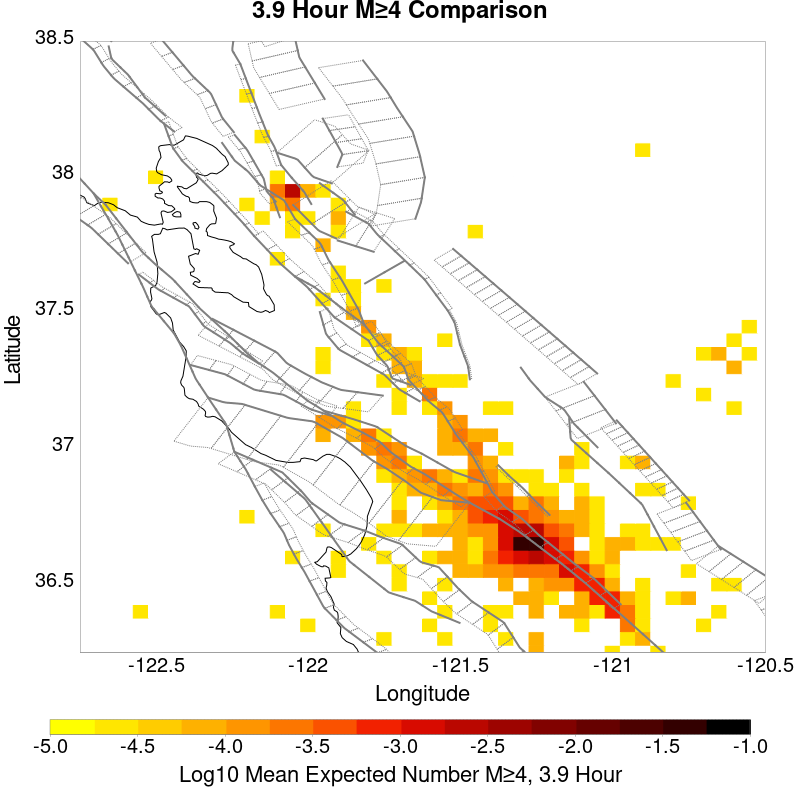 3.9 Hour M≥4 Comparison
38.5
38
37.5
37
36.5
Latitude
-122.5 -122 -121.5 -121 -120.5
Longitude
-5.0 -4.5 -4.0 -3.5 -3.0 -2.5 -2.0 -1.5 -1.0
Log10 Mean Expected Number M≥4, 3.9 Hour